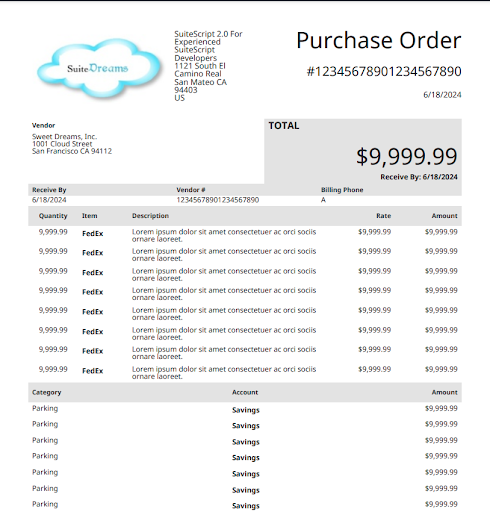 SuiteDreams
SuiteScript 2.0 For
Experienced
SuiteScript
Developers
1121 South El
Camino Real
San Mateo CA
94403
US
Purchase Order
#12345678901234567890
6/18/2024
Vendor
Sweet Dreams, Inc.
1001 Cloud Street
San Francisco CA 94112
TOTAL
$9,999.99
Receive By: 6/18/2024
Receive By Vendor # Billing Phone
6/18/2024 12345678901234567890 A
Quantity Item Description Rate Amount
9,999.99 FedEx Lorem ipsum dolor sit amet consectetuer ac orci sociis $9,999.99 $9,999.99
ornare laoreet.
9,999.99 FedEx Lorem ipsum dolor sit amet consectetuer ac orci sociis $9,999.99 $9,999.99
ornare laoreet.
9,999.99 FedEx Lorem ipsum dolor sit amet consectetuer ac orci sociis $9,999.99 $9,999.99
ornare laoreet.
9,999.99 FedEx Lorem ipsum dolor sit amet consectetuer ac orci sociis $9,999.99 $9,999.99
ornare laoreet.
9,999.99 FedEx Lorem ipsum dolor sit amet consectetuer ac orci sociis $9,999.99 $9,999.99
ornare laoreet.
9,999.99 FedEx Lorem ipsum dolor sit amet consectetuer ac orci sociis $9,999.99 $9,999.99
ornare laoreet.
9,999.99 FedEx Lorem ipsum dolor sit amet consectetuer ac orci sociis $9,999.99 $9,999.99
ornare laoreet.
9,999.99 FedEx Lorem ipsum dolor sit amet consectetuer ac orci sociis $9,999.99 $9,999.99
ornare laoreet.
Category Account Amount
Parking Savings $9,999.99
Parking Savings $9,999.99
Parking Savings $9,999.99
Parking Savings $9,999.99
Parking Savings $9,999.99
Parking Savings $9,999.99
Parking Savings $9,999.99